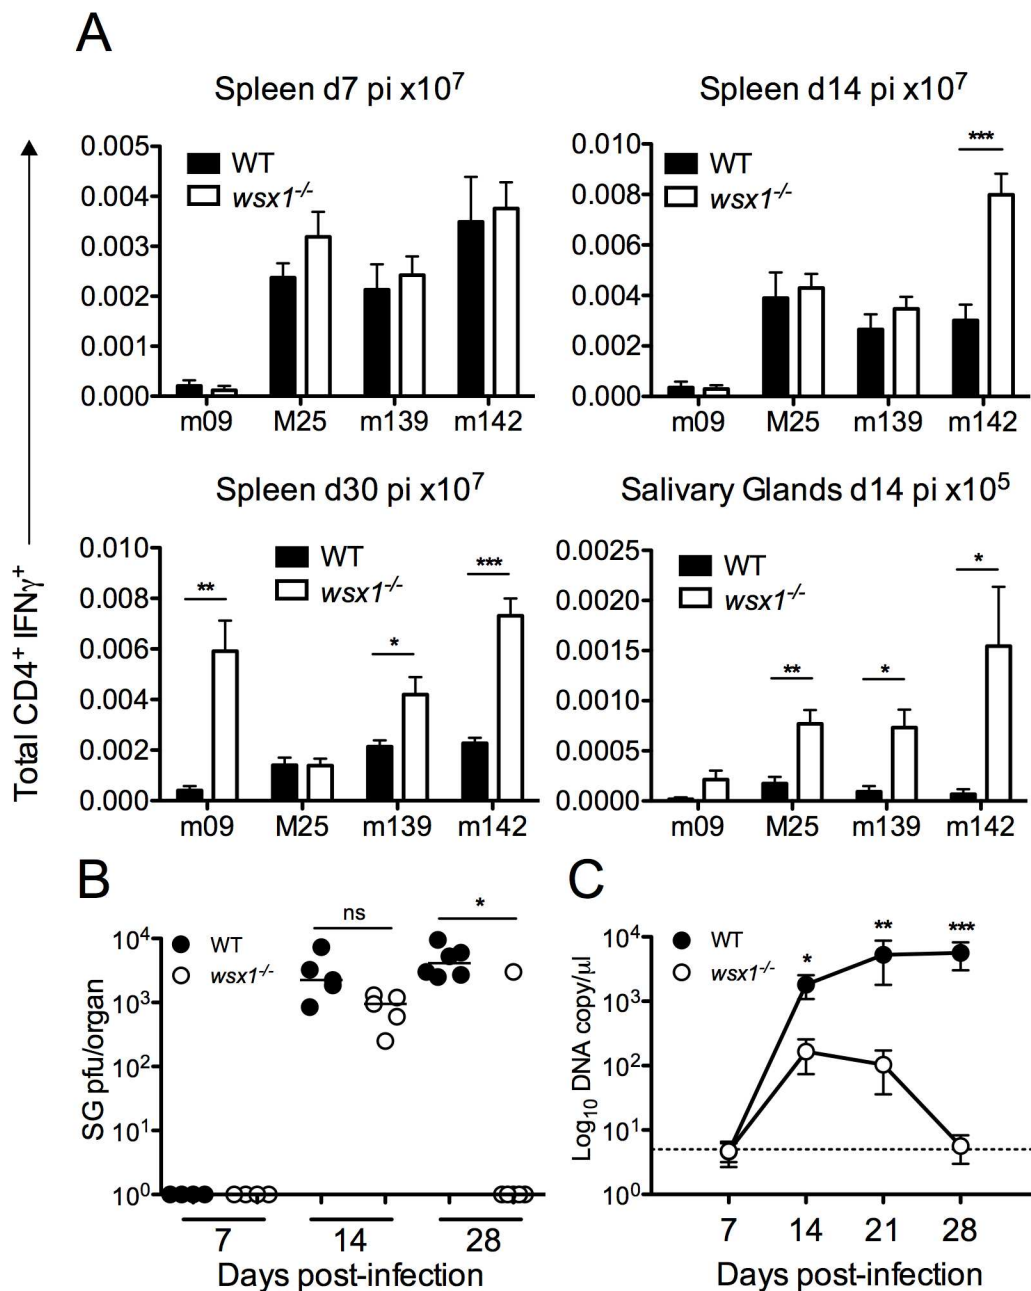 A
Total CD4⁺ IFNγ⁺
Spleen d7 pi x10⁷
0.005
0.004
0.003
0.002
0.001
0.000
WT
wsx1⁻/⁻
m09 M25 m139 m142
Spleen d14 pi x10⁷
0.010
0.008
0.006
0.004
0.002
0.000
WT
wsx1⁻/⁻
***
m09 M25 m139 m142
Spleen d30 pi x10⁷
0.010
0.008
0.006
0.004
0.002
0.000
WT
wsx1⁻/⁻
**
*
***
m09 M25 m139 m142
Salivary Glands d14 pi x10⁵
0.0025
0.0020
0.0015
0.0010
0.0005
0.0000
WT
wsx1⁻/⁻
**
*
*
m09 M25 m139 m142
B
SG pfu/organ
10⁴
10³
10²
10¹
10⁰
WT
wsx1⁻/⁻
ns
*
7 14 28
Days post-infection
C
Log₁₀ DNA copy/µl
10⁴
10³
10²
10¹
10⁰
WT
wsx1⁻/⁻
*
**
***
7 14 21 28
Days post-infection